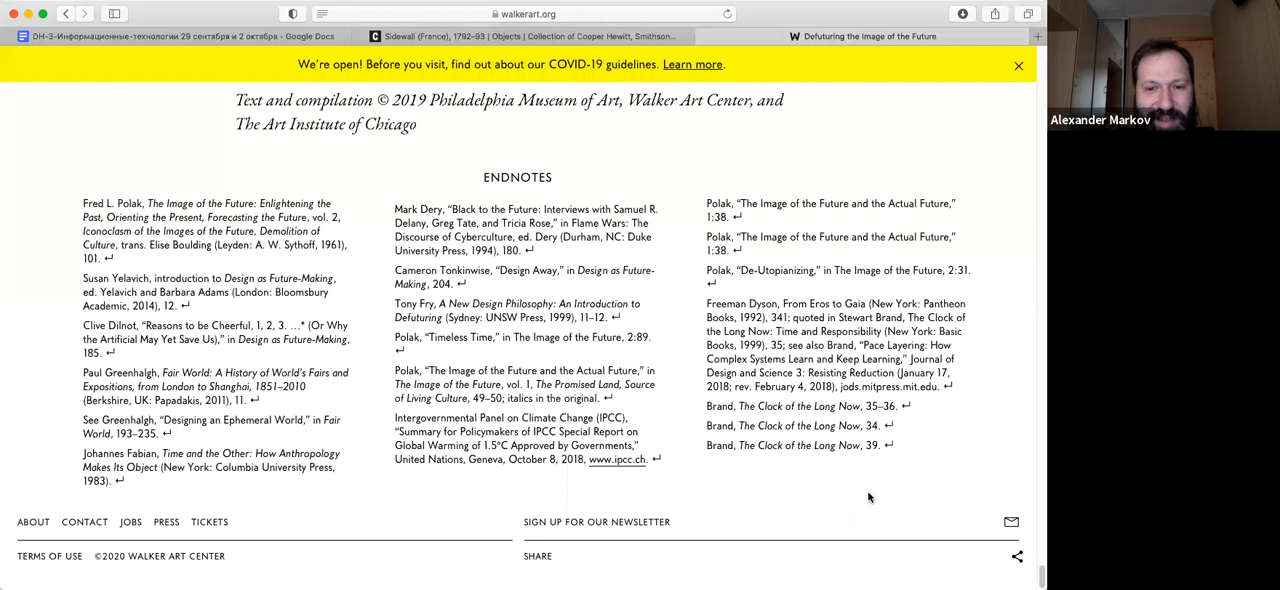 walkerart.org
DH-3-Информационные-технологии 29 сентября и 2 октября - Google Docs
Sidewall (France), 1792–93 | Objects | Collection of Cooper Hewitt, Smithson...
Defuturing the Image of the Future
We're open! Before you visit, find out about our COVID-19 guidelines. Learn more.
Text and compilation © 2019 Philadelphia Museum of Art, Walker Art Center, and
The Art Institute of Chicago
ENDNOTES
Fred L. Polak, The Image of the Future: Enlightening the
Past, Orienting the Present, Forecasting the Future, vol. 2,
Iconoclasm of the Images of the Future, Demolition of
Culture, trans. Elise Boulding (Leyden: A. W. Sythoff, 1961),
101. ↩
Susan Yelavich, introduction to Design as Future-Making,
ed. Yelavich and Barbara Adams (London: Bloomsbury
Academic, 2014), 12. ↩
Clive Dilnot, “Reasons to be Cheerful, 1, 2, 3. …* (Or Why
the Artificial May Yet Save Us),” in Design as Future-Making,
185. ↩
Paul Greenhalgh, Fair World: A History of World's Fairs and
Expositions, from London to Shanghai, 1851–2010
(Berkshire, UK: Papadakis, 2011), 11. ↩
See Greenhalgh, “Designing an Ephemeral World,” in Fair
World, 193–235. ↩
Johannes Fabian, Time and the Other: How Anthropology
Makes Its Object (New York: Columbia University Press,
1983). ↩
Mark Dery, “Black to the Future: Interviews with Samuel R.
Delany, Greg Tate, and Tricia Rose,” in Flame Wars: The
Discourse of Cyberculture, ed. Dery (Durham, NC: Duke
University Press, 1994), 180. ↩
Cameron Tonkinwise, “Design Away,” in Design as Future-
Making, 204. ↩
Tony Fry, A New Design Philosophy: An Introduction to
Defuturing (Sydney: UNSW Press, 1999), 11–12. ↩
Polak, “Timeless Time,” in The Image of the Future, 2:89.
↩
Polak, “The Image of the Future and the Actual Future,” in
The Image of the Future, vol. 1, The Promised Land, Source
of Living Culture, 49–50; italics in the original. ↩
Intergovernmental Panel on Climate Change (IPCC),
“Summary for Policymakers of IPCC Special Report on
Global Warming of 1.5°C Approved by Governments,”
United Nations, Geneva, October 8, 2018, www.ipcc.ch. ↩
Polak, “The Image of the Future and the Actual Future,”
1:38. ↩
Polak, “The Image of the Future and the Actual Future,”
1:38. ↩
Polak, “De-Utopianizing,” in The Image of the Future, 2:31.
↩
Freeman Dyson, From Eros to Gaia (New York: Pantheon
Books, 1992), 341; quoted in Stewart Brand, The Clock of
the Long Now: Time and Responsibility (New York: Basic
Books, 1999), 35; see also Brand, “Pace Layering: How
Complex Systems Learn and Keep Learning,” Journal of
Design and Science 3: Resisting Reduction (January 17,
2018; rev. February 4, 2018), jods.mitpress.mit.edu. ↩
Brand, The Clock of the Long Now, 35–36. ↩
Brand, The Clock of the Long Now, 34. ↩
Brand, The Clock of the Long Now, 39. ↩
ABOUT CONTACT JOBS PRESS TICKETS
SIGN UP FOR OUR NEWSLETTER
TERMS OF USE ©2020 WALKER ART CENTER
SHARE
Alexander Markov